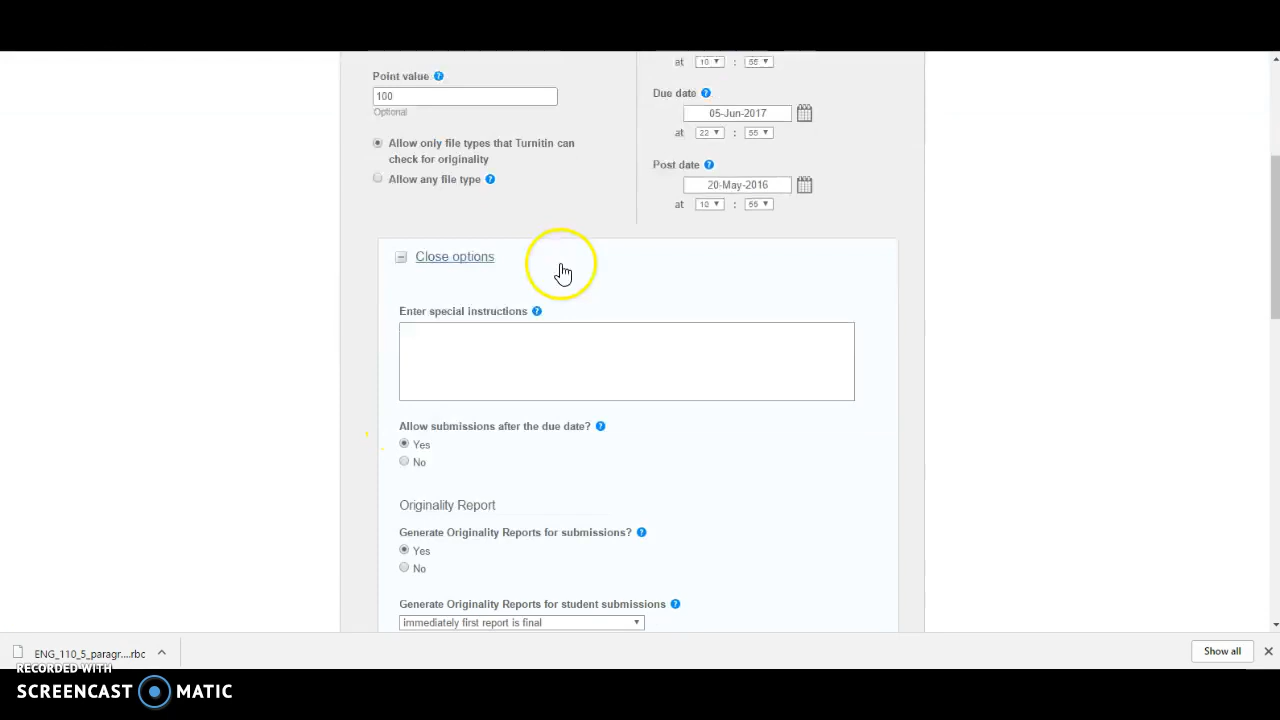 at 10 : 55
Point value ?
100
Optional
Due date ?
05-Jun-2017
at 22 : 55
Allow only file types that Turnitin can
check for originality
Allow any file type ?
Post date ?
20-May-2016
at 10 : 55
Close options
Enter special instructions ?
Allow submissions after the due date? ?
Yes
No
Originality Report
Generate Originality Reports for submissions? ?
Yes
No
Generate Originality Reports for student submissions ?
immediately first report is final
ENG_110_5_paragr....rbc
Show all
RECORDED WITH
SCREENCAST MATIC